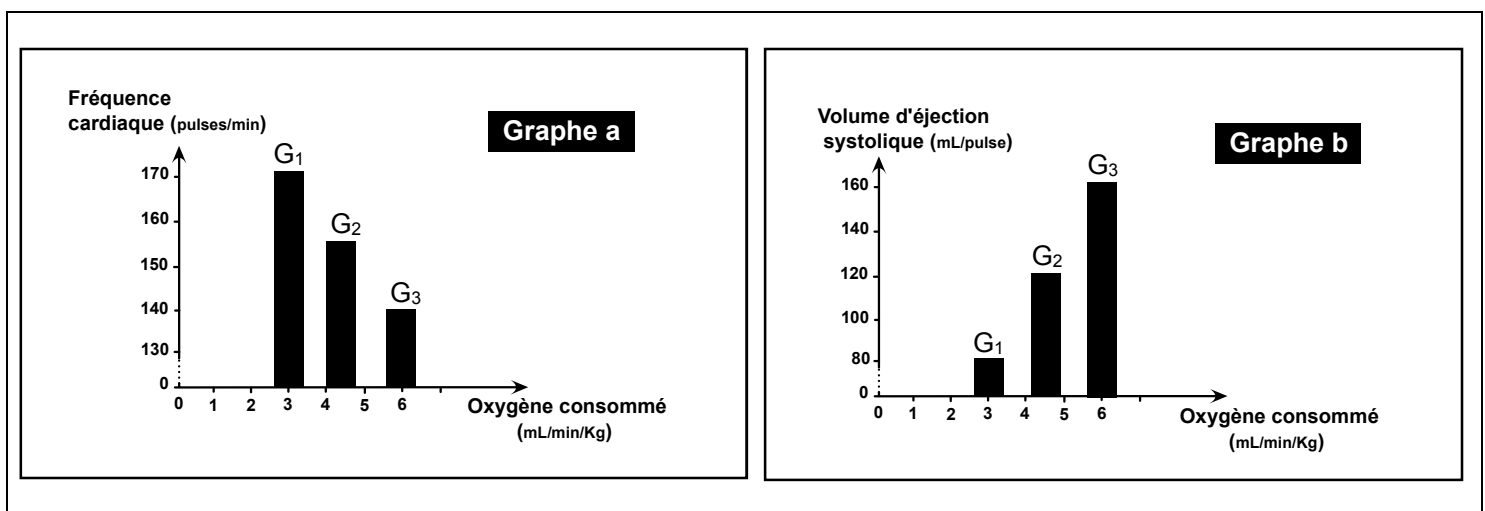 Fréquence
cardiaque (pulses/min)
Graphe a
G1
G2
G3
170
160
150
140
130
0
0 1 2 3 4 5 6
Oxygène consommé
(mL/min/Kg)
Volume d'éjection
systolique (mL/pulse)
Graphe b
G3
G2
G1
160
140
120
100
80
0
0 1 2 3 4 5 6
Oxygène consommé
(mL/min/Kg)